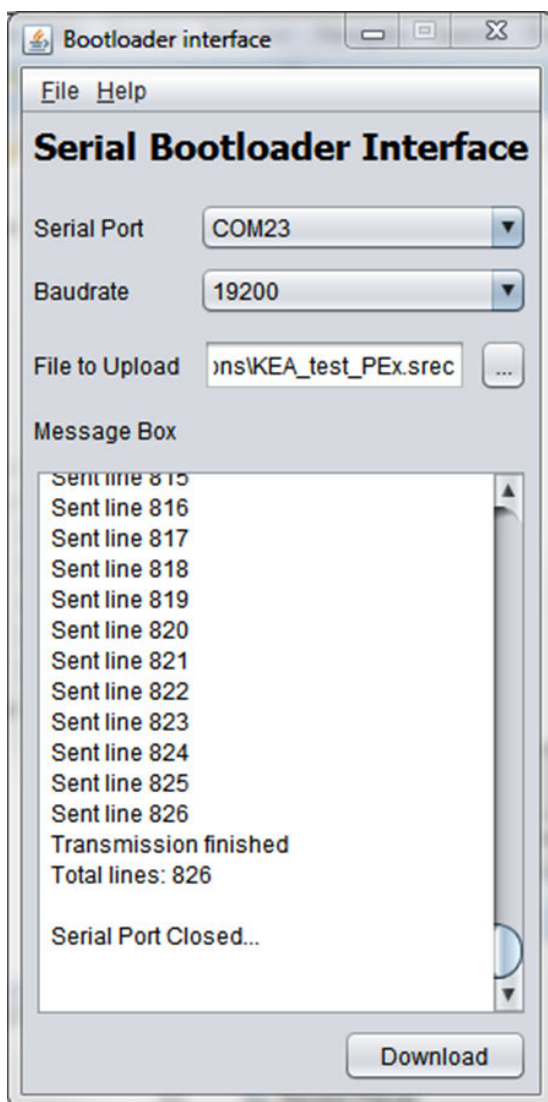 Bootloader interface
File Help
Serial Bootloader Interface
Serial Port COM23
Baudrate 19200
File to Upload ons\KEA_test_PEx.srec ...
Message Box
Sent line 815
Sent line 816
Sent line 817
Sent line 818
Sent line 819
Sent line 820
Sent line 821
Sent line 822
Sent line 823
Sent line 824
Sent line 825
Sent line 826
Transmission finished
Total lines: 826
Serial Port Closed...
Download